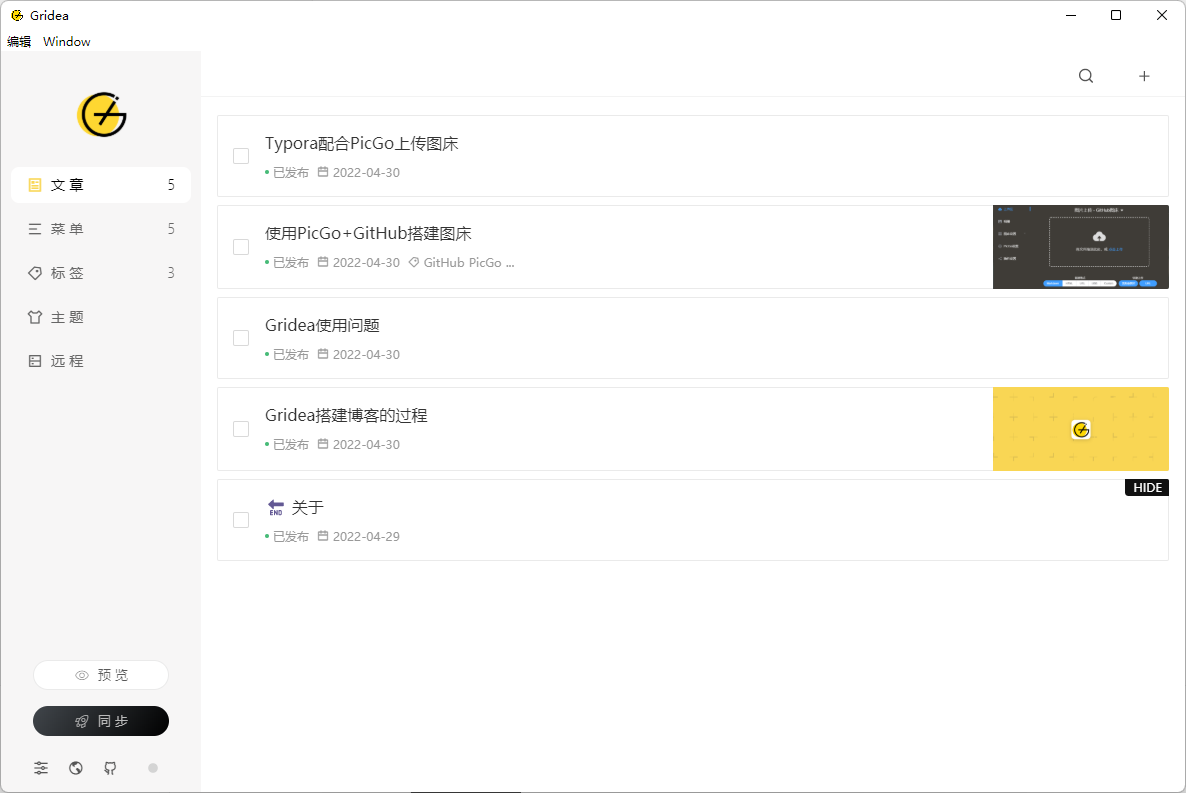 Gridea
编辑 Window
文章 5
菜单 5
标签 3
主题
远程
预览
同步
Typora配合PicGo上传图床
已发布 2022-04-30
使用PicGo+GitHub搭建图床
已发布 2022-04-30 GitHub PicGo ...
Gridea使用问题
已发布 2022-04-30
Gridea搭建博客的过程
已发布 2022-04-30
HIDE
END 关于
已发布 2022-04-29